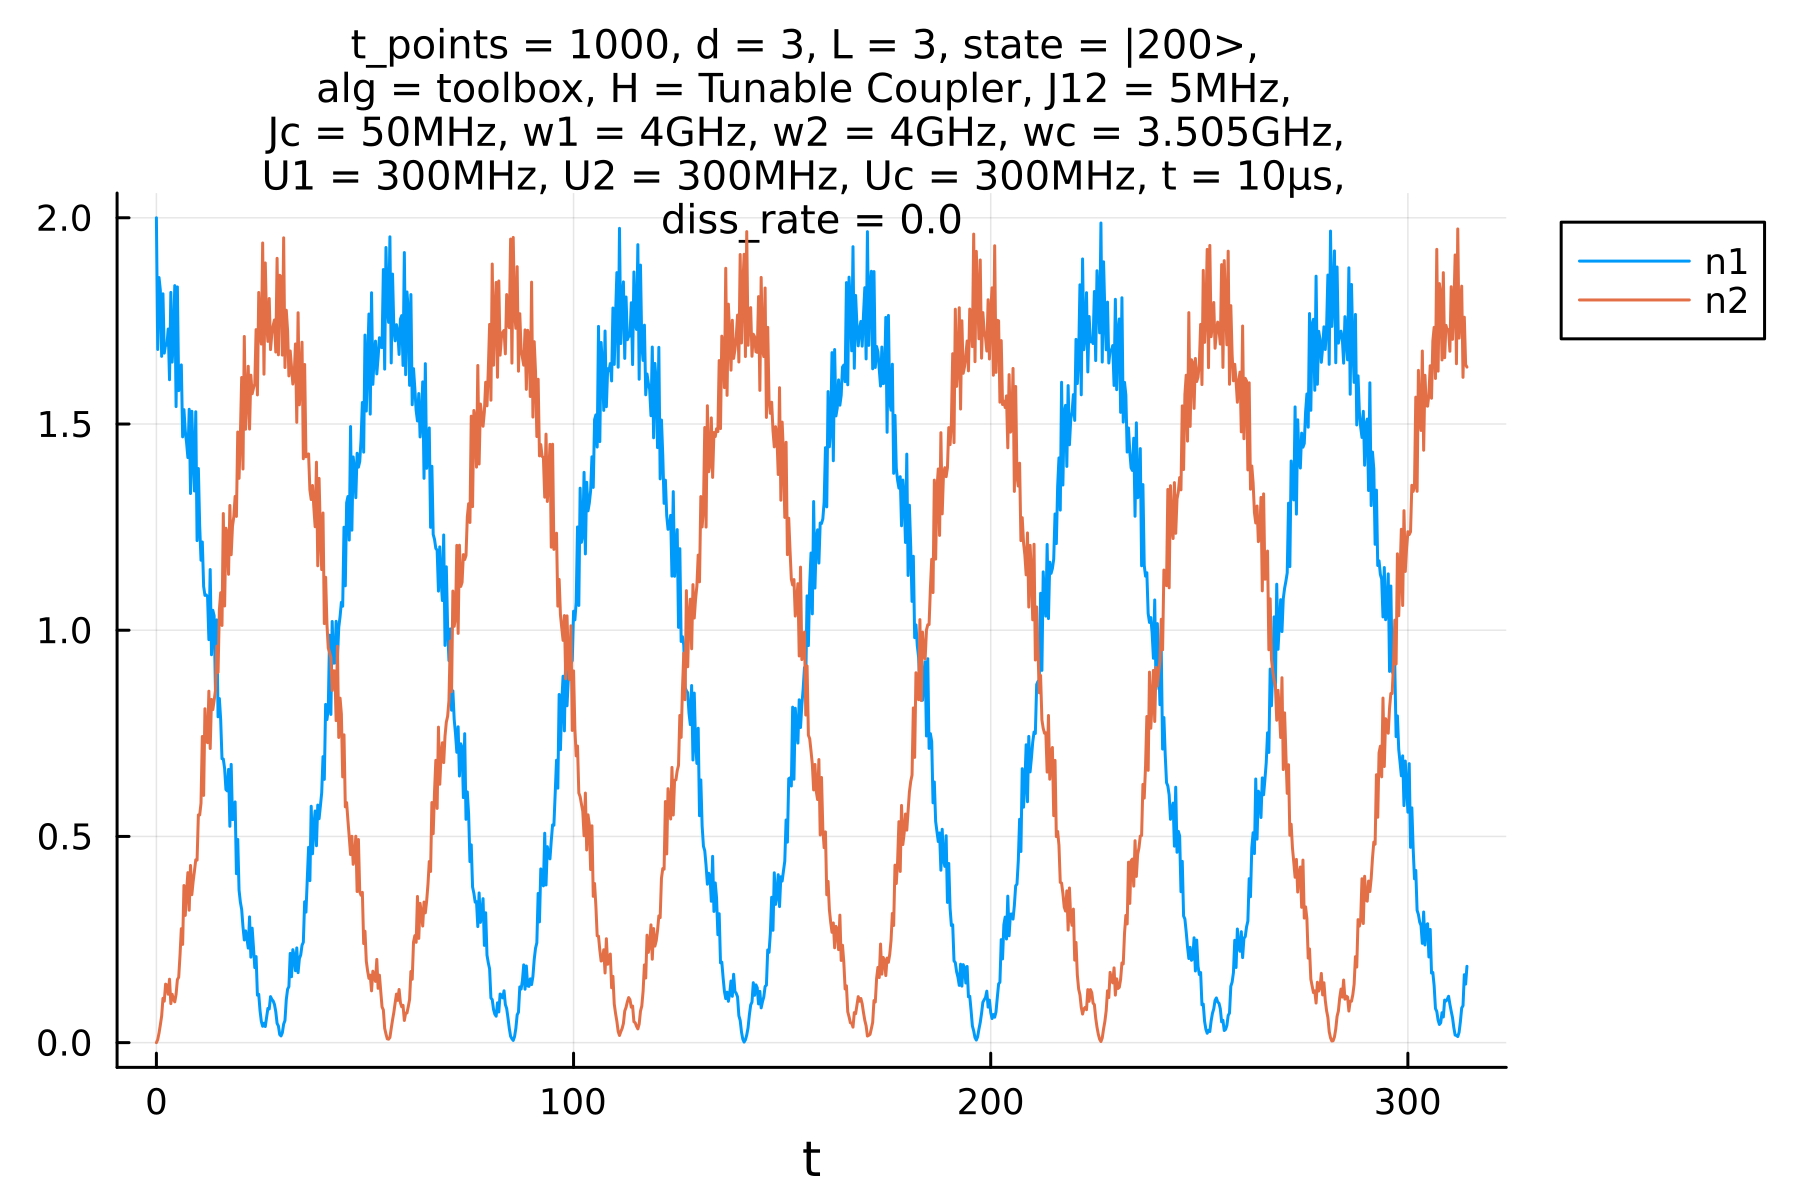 t_points = 1000, d = 3, L = 3, state = |200>,
alg = toolbox, H = Tunable Coupler, J12 = 5MHz,
Jc = 50MHz, w1 = 4GHz, w2 = 4GHz, wc = 3.505GHz,
U1 = 300MHz, U2 = 300MHz, Uc = 300MHz, t = 10μs,
diss_rate = 0.0
2.0
1.5
1.0
0.5
0.0
n1
n2
0 100 200 300
t